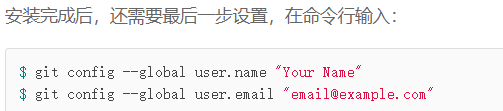 安装完成后，还需要最后一步设置，在命令行输入：
$ git config --global user.name "Your Name"
$ git config --global user.email "email@example.com"